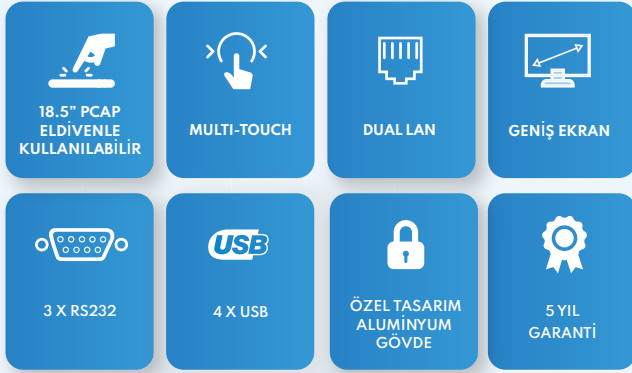 18.5” PCAP
ELDİVENLE
KULLANILABİLİR
MULTI-TOUCH
DUAL LAN
GENİŞ EKRAN
3 X RS232
USB
4 X USB
ÖZEL TASARIM
ALUMİNYUM
GÖVDE
5 YIL
GARANTİ